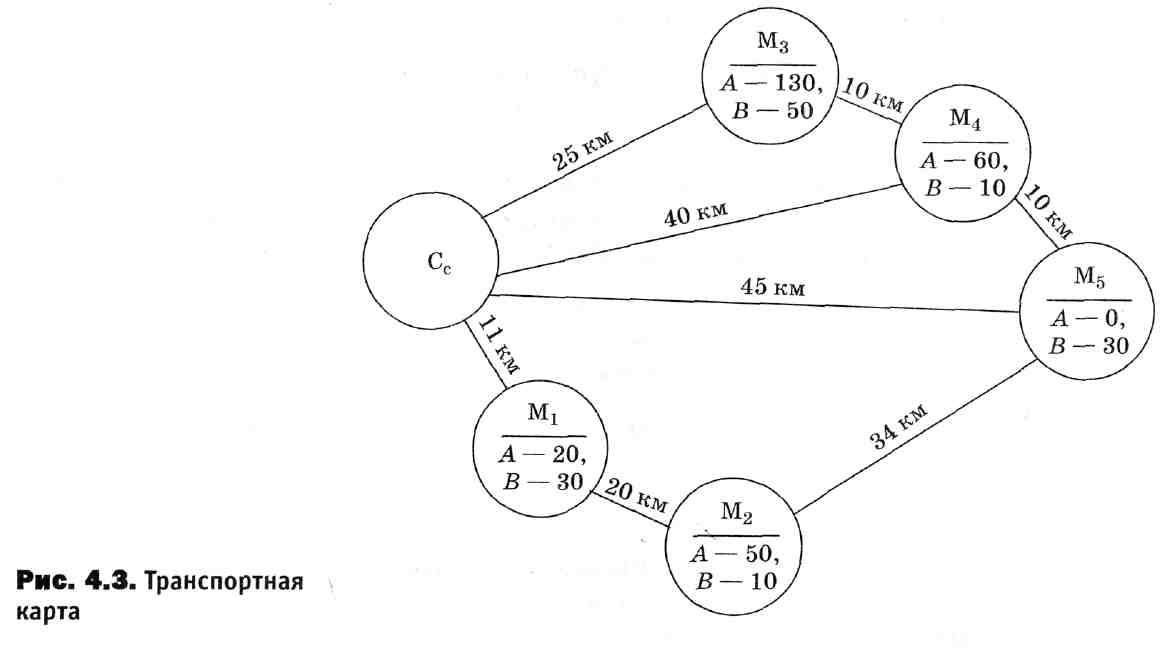 M₃
A — 130,
B — 50
10 км
M₄
A — 60,
B — 10
25 км
40 км
10 км
C꜀
45 км
M₅
A — 0,
B — 30
11 км
M₁
A — 20,
B — 30
34 км
20 км
M₂
A — 50,
B — 10
Рис. 4.3. Транспортная
карта